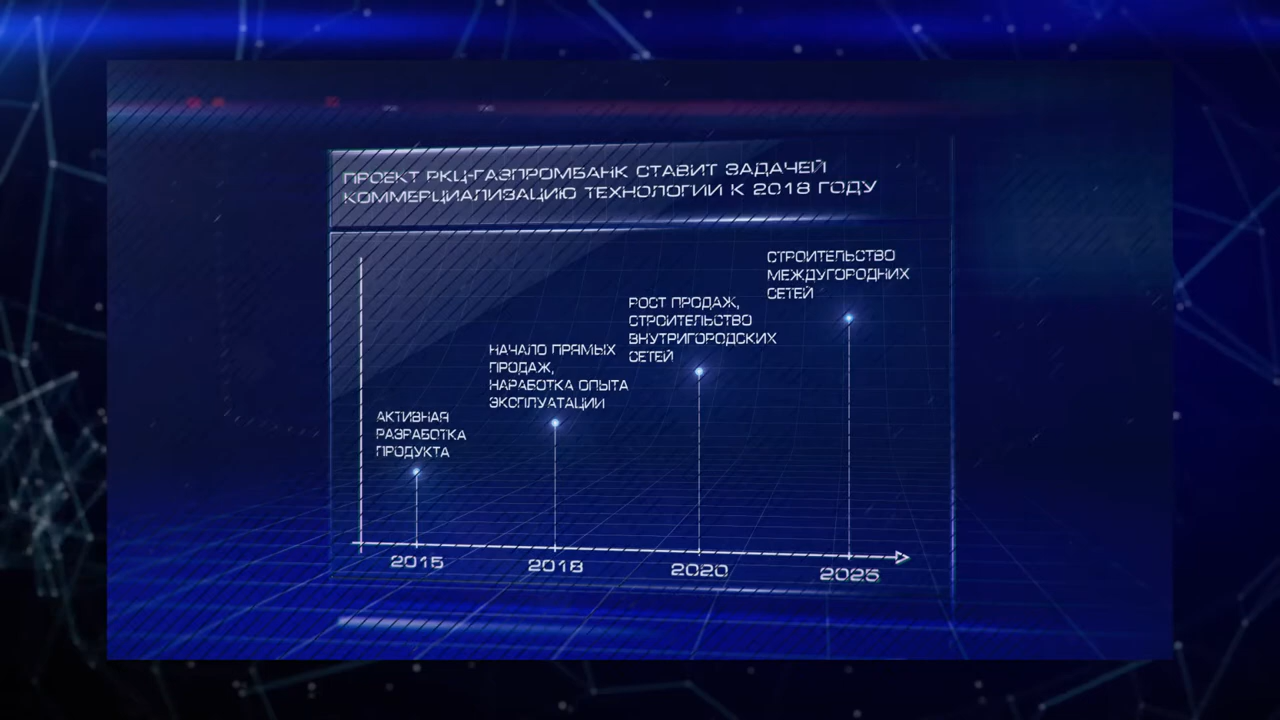 ПРОЕКТ РКЦ-ГАЗПРОМБАНК СТАВИТ ЗАДАЧЕЙ
КОММЕРЦИАЛИЗАЦИЮ ТЕХНОЛОГИИ К 2018 ГОДУ
АКТИВНАЯ
РАЗРАБОТКА
ПРОДУКТА
НАЧАЛО ПРЯМЫХ
ПРОДАЖ,
НАРАБОТКА ОПЫТА
ЭКСПЛУАТАЦИИ
РОСТ ПРОДАЖ,
СТРОИТЕЛЬСТВО
ВНУТРИГОРОДСКИХ
СЕТЕЙ
СТРОИТЕЛЬСТВО
МЕЖДУГОРОДНИХ
СЕТЕЙ
2015 2018 2020 2025